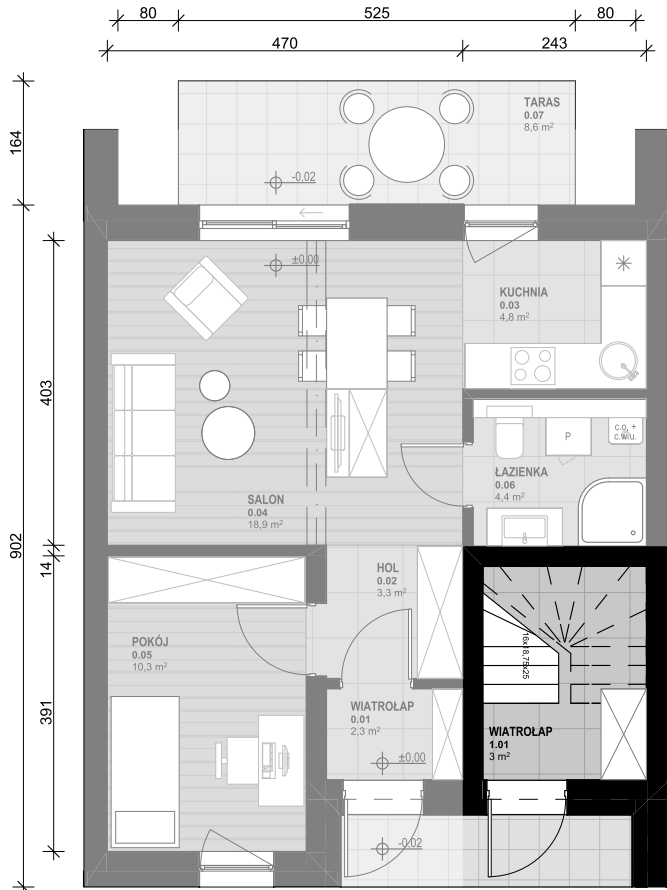 80
525
80
470
243
164
TARAS
0.07
8,6 m²
-0,02
±0,00
KUCHNIA
0.03
4,8 m²
403
c.o. +
c.w.u.
P
ŁAZIENKA
0.06
4,4 m²
SALON
0.04
18,9 m²
902
14
HOL
0.02
3,3 m²
16x18,75x25
POKÓJ
0.05
10,3 m²
391
WIATROŁAP
0.01
2,3 m²
WIATROŁAP
1.01
3 m²
±0,00
-0,02